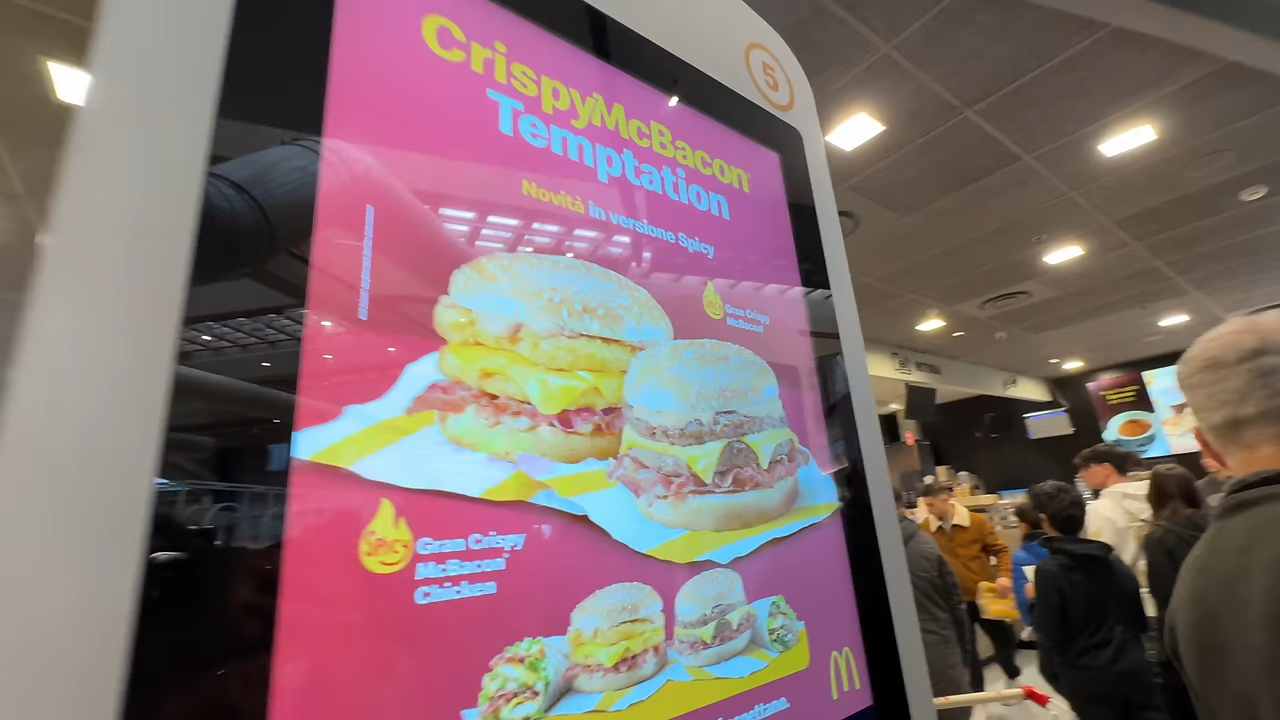 5
CrispyMcBacon
Temptation
Novità in versione Spicy
Gran Crispy
McBacon
SPICY
Gran Crispy
McBacon
Chicken